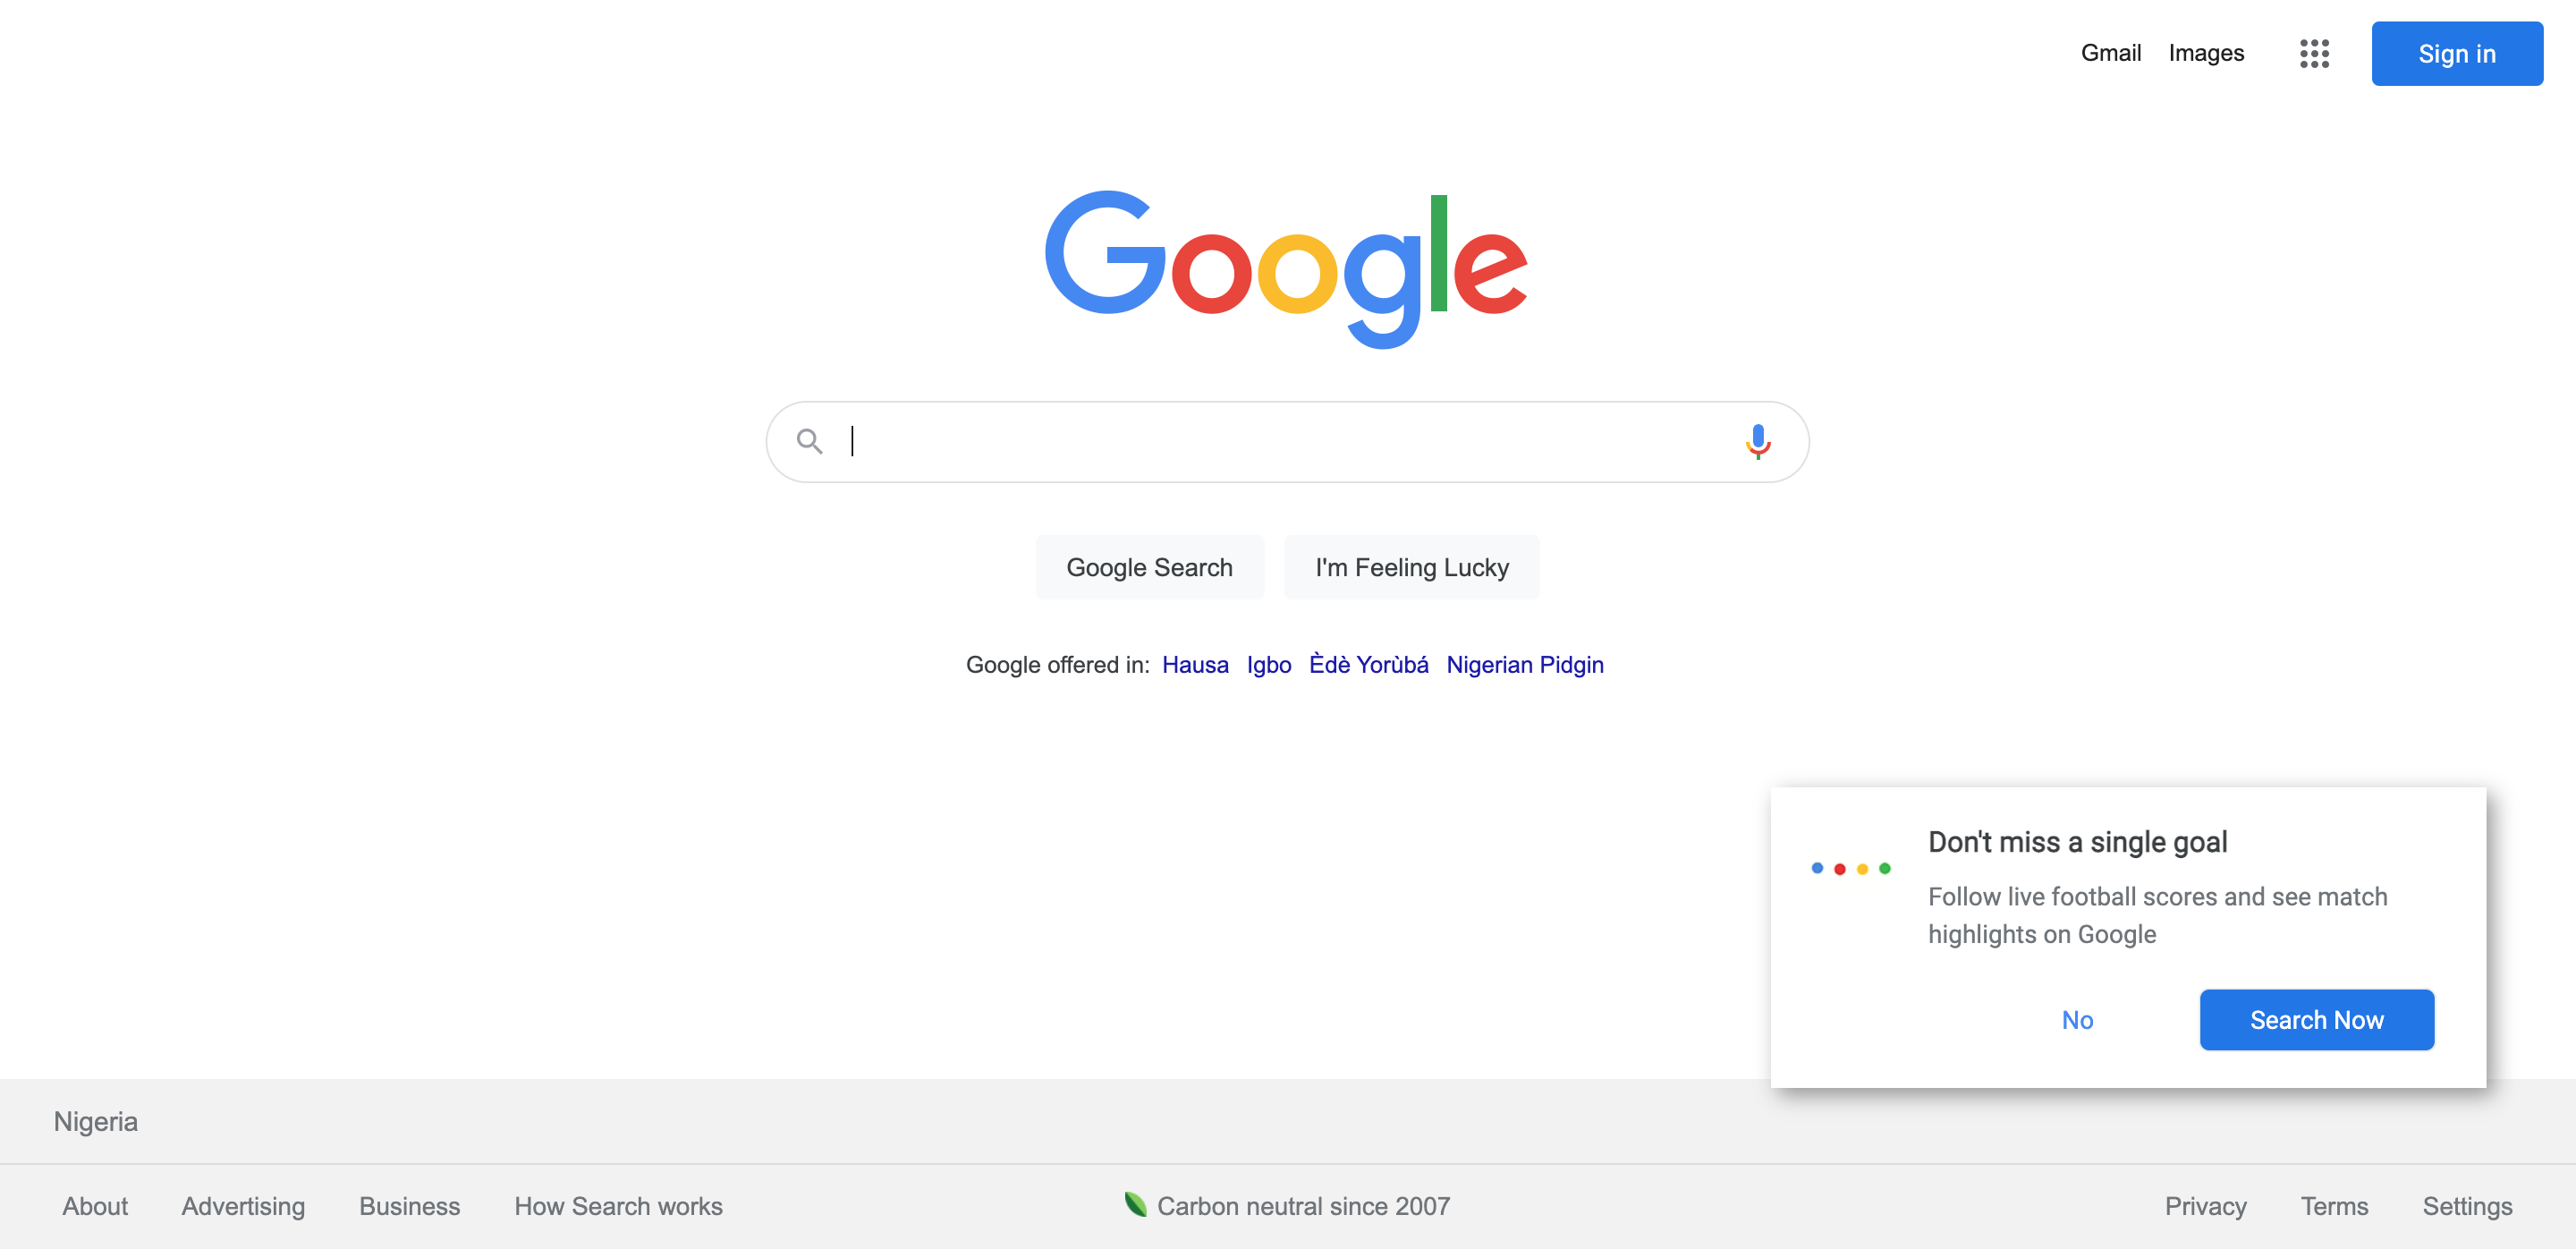 Gmail Images Sign in
Google
Google Search I'm Feeling Lucky
Google offered in: Hausa Igbo Èdè Yorùbá Nigerian Pidgin
Don't miss a single goal
Follow live football scores and see match
highlights on Google
No Search Now
Nigeria
About Advertising Business How Search works Carbon neutral since 2007 Privacy Terms Settings